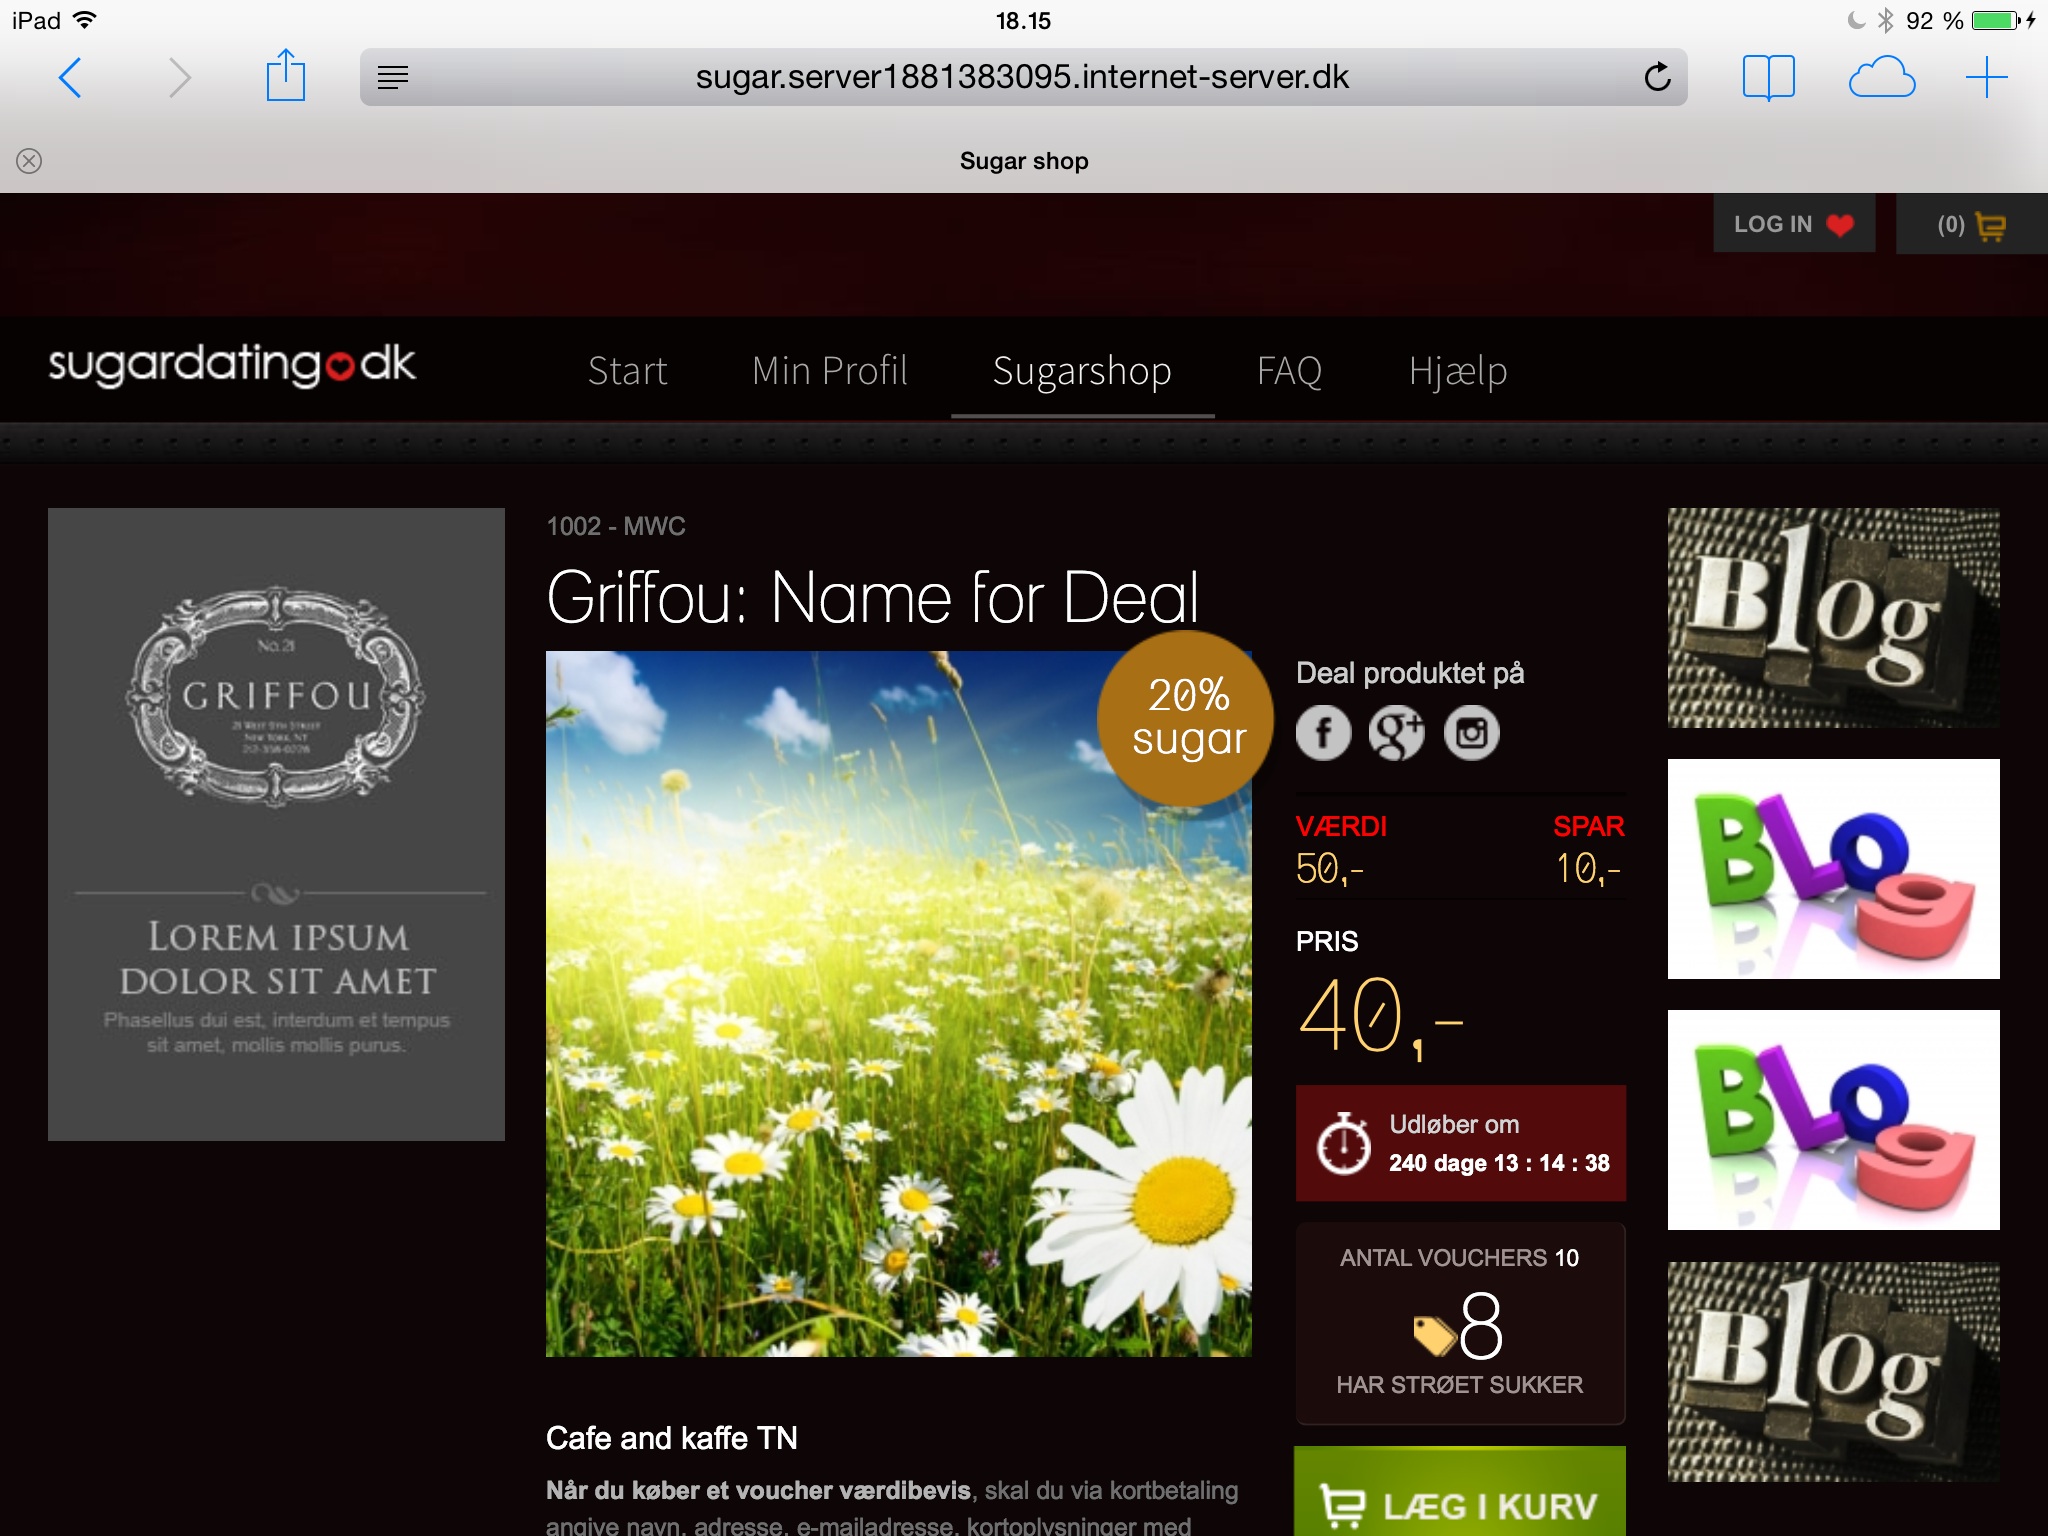 iPad
18.15
92 %
sugar.server1881383095.internet-server.dk
Sugar shop
LOG IN
(0)
sugardating dk
Start
Min Profil
Sugarshop
FAQ
Hjælp
No. 21
GRIFFOU
21 West 9th Street
New York, NY
212-358-0228
LOREM IPSUM
DOLOR SIT AMET
Phasellus dui est, interdum et tempus
sit amet, mollis mollis purus.
1002 - MWC
Griffou: Name for Deal
20%
sugar
Cafe and kaffe TN
Når du køber et voucher værdibevis, skal du via kortbetaling
angive navn, adresse, e-mailadresse, kortoplysninger med
Deal produktet på
f
g+
VÆRDI
SPAR
50,-
10,-
PRIS
40,-
Udløber om
240 dage 13 : 14 : 38
ANTAL VOUCHERS 10
8
HAR STRØET SUKKER
LÆG I KURV
Blog
BLOg
BLOg
Blog